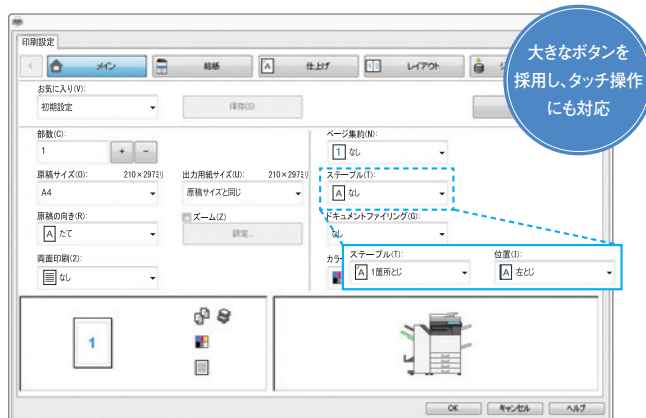 印刷設定
大きなボタンを
採用し、タッチ操作
にも対応
メイン
給紙
仕上げ
レイアウト
お気に入り(V):
初期設定
保存(S)
部数(C):
1
+ -
ページ集約(N):
1 なし
原稿サイズ(O): 210×297ミリ
A4
出力用紙サイズ(U): 210×297ミリ
原稿サイズと同じ
ステープル(T):
A なし
原稿の向き(R):
A たて
ズーム(Z)
設定...
ドキュメントファイリング(G):
なし
両面印刷(2):
なし
カラ
ステープル(T):
A 1箇所とじ
位置(I):
A 左とじ
1
OK
キャンセル
ヘルプ